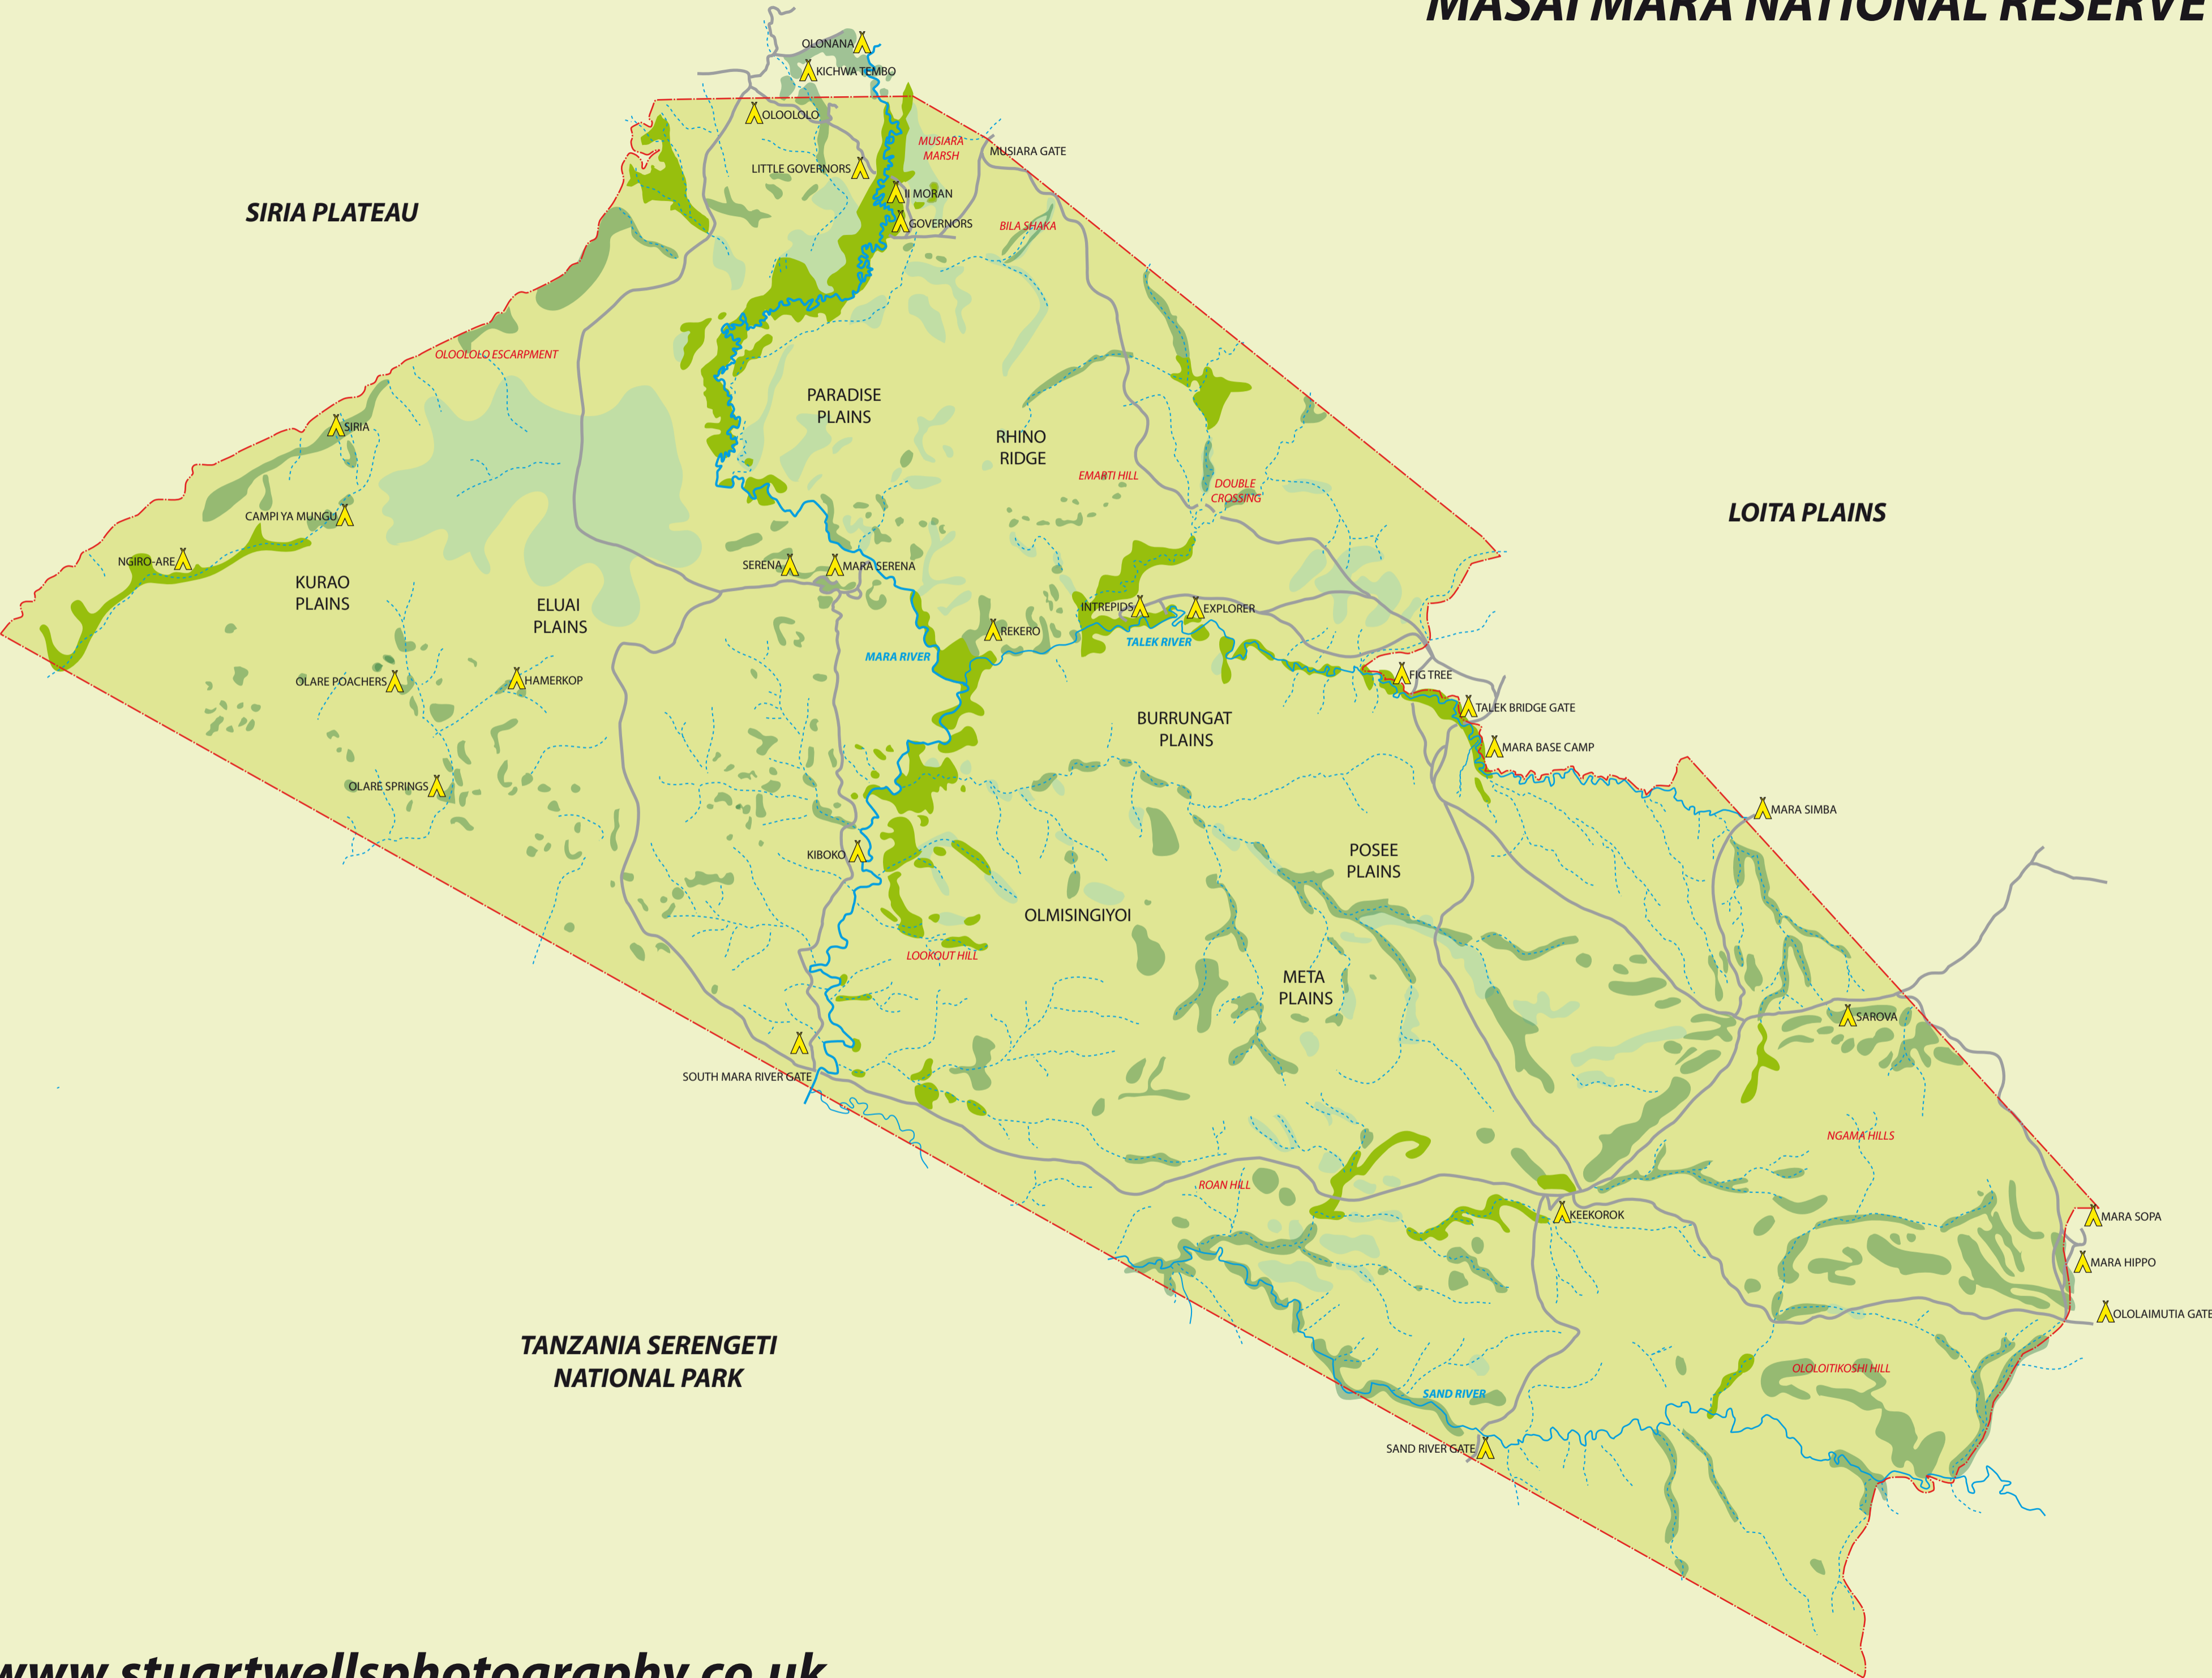 MASAI MARA NATIONAL RESERVE
OLONANA
KICHWA TEMBO
OLOOLOLO
MUSIARA
MARSH
MUSIARA GATE
LITTLE GOVERNORS
II MORAN
SIRIA PLATEAU
GOVERNORS
BILA SHAKA
OLOOLOLO ESCARPMENT
PARADISE
PLAINS
SIRIA
RHINO
RIDGE
EMARTI HILL
DOUBLE
CROSSING
LOITA PLAINS
CAMPI YA MUNGU
NGIRO-ARE
SERENA
MARA SERENA
KURAO
PLAINS
ELUAI
PLAINS
INTREPIDS
EXPLORER
REKERO
TALEK RIVER
MARA RIVER
FIG TREE
OLARE POACHERS
HAMERKOP
TALEK BRIDGE GATE
BURRUNGAT
PLAINS
MARA BASE CAMP
OLARE SPRINGS
MARA SIMBA
KIBOKO
POSEE
PLAINS
OLMISINGIYOI
LOOKOUT HILL
META
PLAINS
SAROVA
SOUTH MARA RIVER GATE
NGAMA HILLS
ROAN HILL
KEEKOROK
MARA SOPA
MARA HIPPO
OLOLAIMUTIA GATE
TANZANIA SERENGETI
NATIONAL PARK
OLOLOITIKOSHI HILL
SAND RIVER
SAND RIVER GATE
www.stuartwellsphotography.co.uk